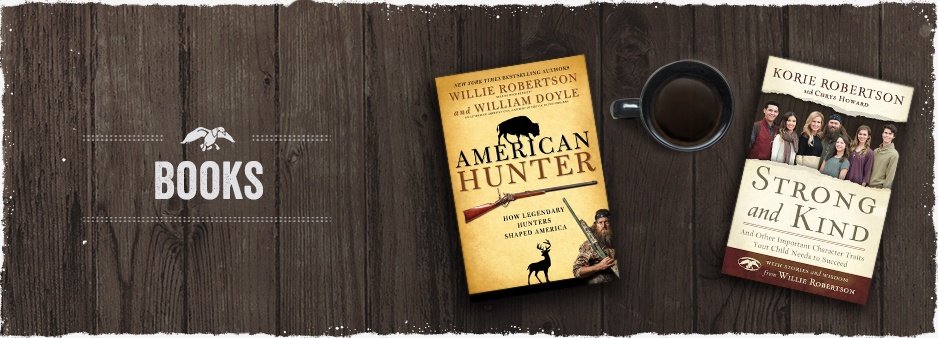 BOOKS
NEW YORK TIMES BESTSELLING AUTHORS
WILLIE ROBERTSON
and WILLIAM DOYLE
AMERICAN
HUNTER
HOW LEGENDARY
HUNTERS
SHAPED AMERICA
KORIE ROBERTSON
with CHRYS HOWARD
STRONG
and KIND
And Other Important Character Traits
Your Child Needs to Succeed
WITH STORIES AND WISDOM
from WILLIE ROBERTSON